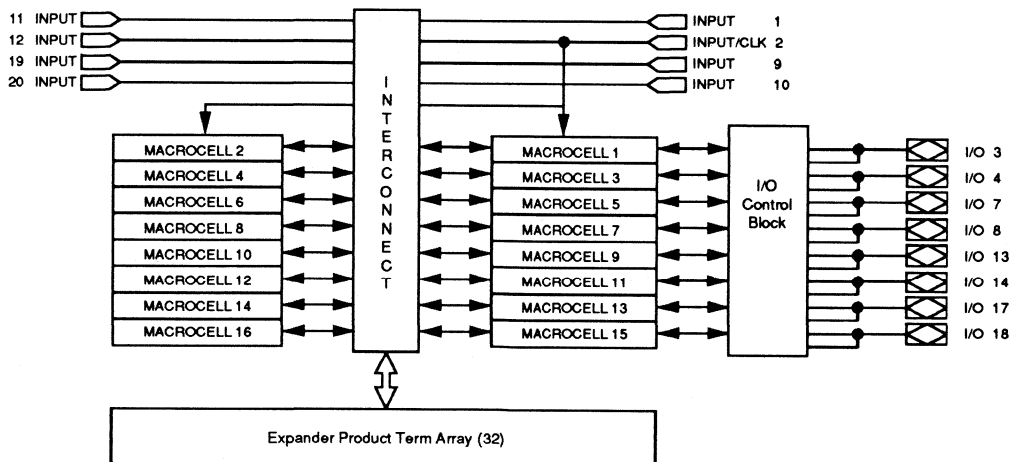 11 INPUT
12 INPUT
19 INPUT
20 INPUT
INPUT 1
INPUT/CLK 2
INPUT 9
INPUT 10
INTERCONNECT
MACROCELL 2
MACROCELL 4
MACROCELL 6
MACROCELL 8
MACROCELL 10
MACROCELL 12
MACROCELL 14
MACROCELL 16
MACROCELL 1
MACROCELL 3
MACROCELL 5
MACROCELL 7
MACROCELL 9
MACROCELL 11
MACROCELL 13
MACROCELL 15
I/O
Control
Block
I/O 3
I/O 4
I/O 7
I/O 8
I/O 13
I/O 14
I/O 17
I/O 18
Expander Product Term Array (32)